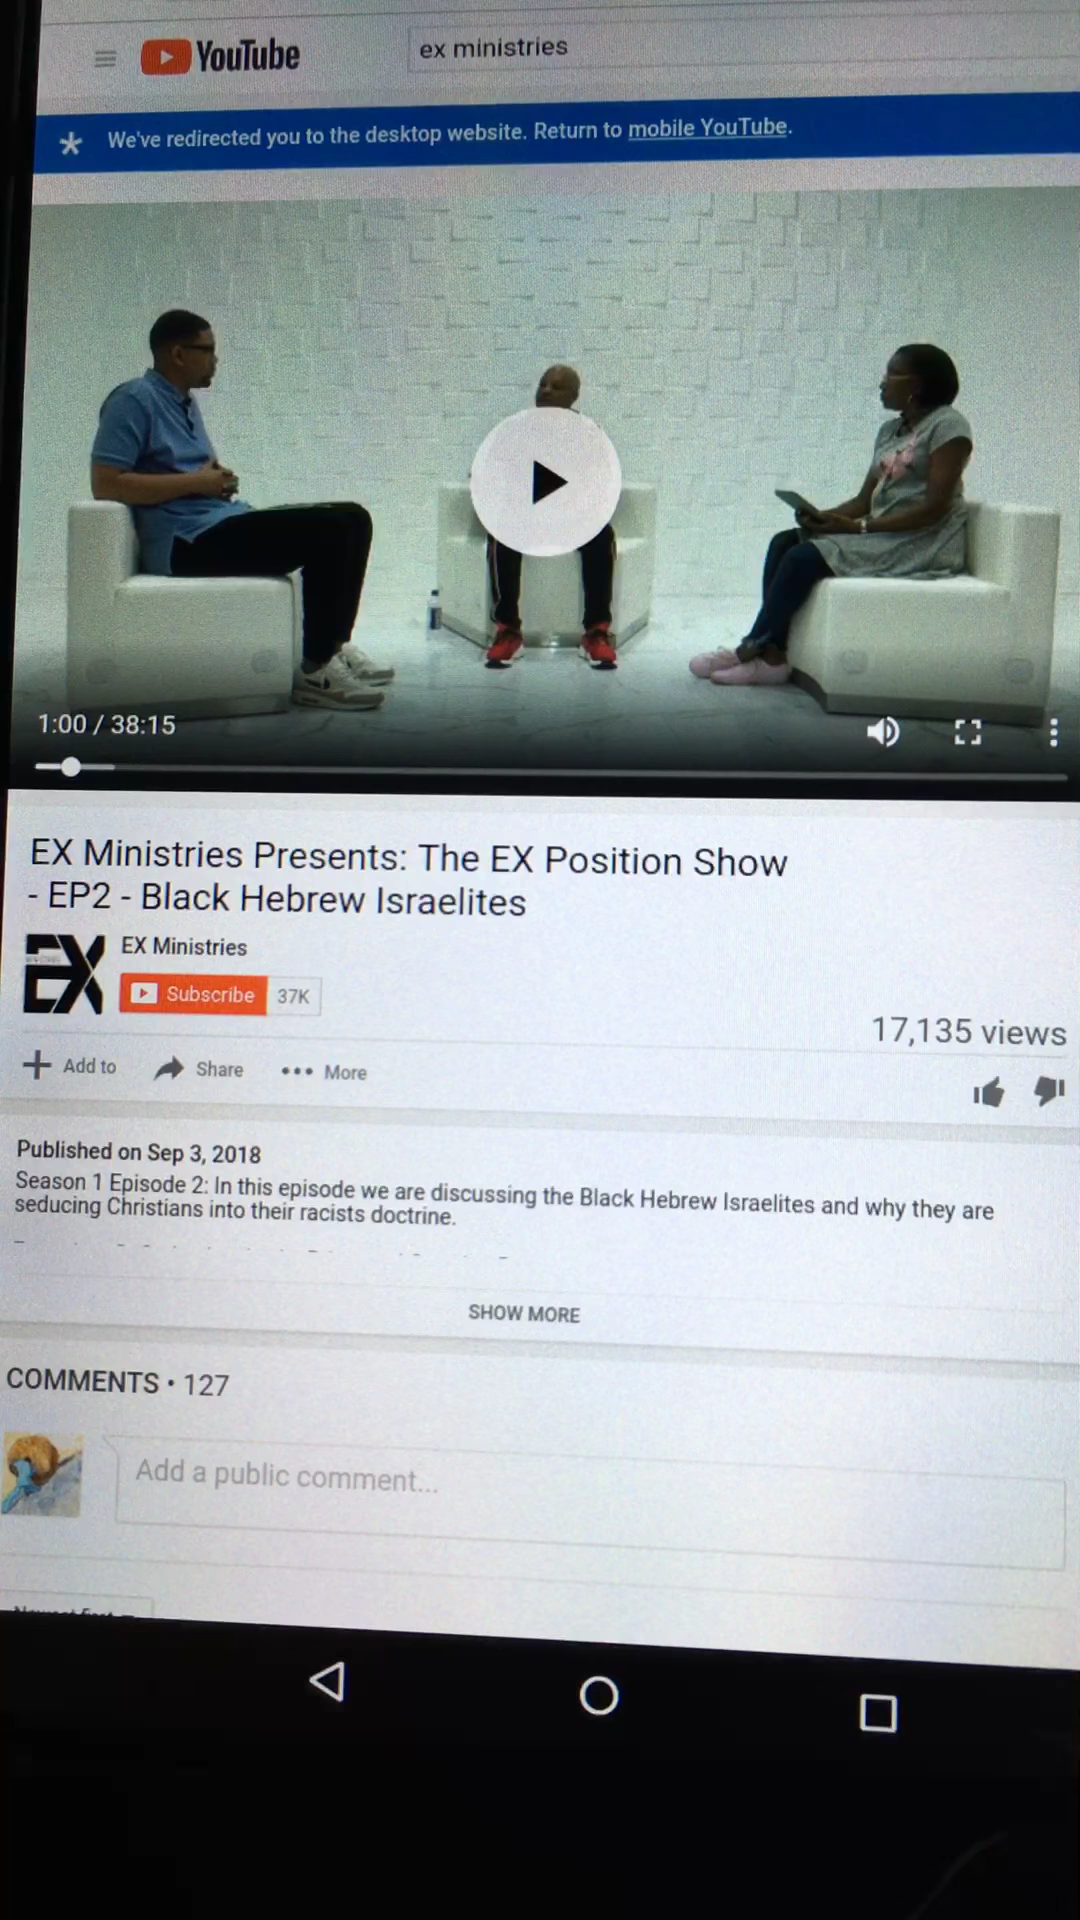 YouTube
ex ministries
We've redirected you to the desktop website. Return to mobile YouTube.
1:00 / 38:15
EX Ministries Presents: The EX Position Show
- EP2 - Black Hebrew Israelites
EX
EX Ministries
Subscribe 37K
17,135 views
Add to Share More
Published on Sep 3, 2018
Season 1 Episode 2: In this episode we are discussing the Black Hebrew Israelites and why they are
seducing Christians into their racists doctrine.
SHOW MORE
COMMENTS • 127
Add a public comment...